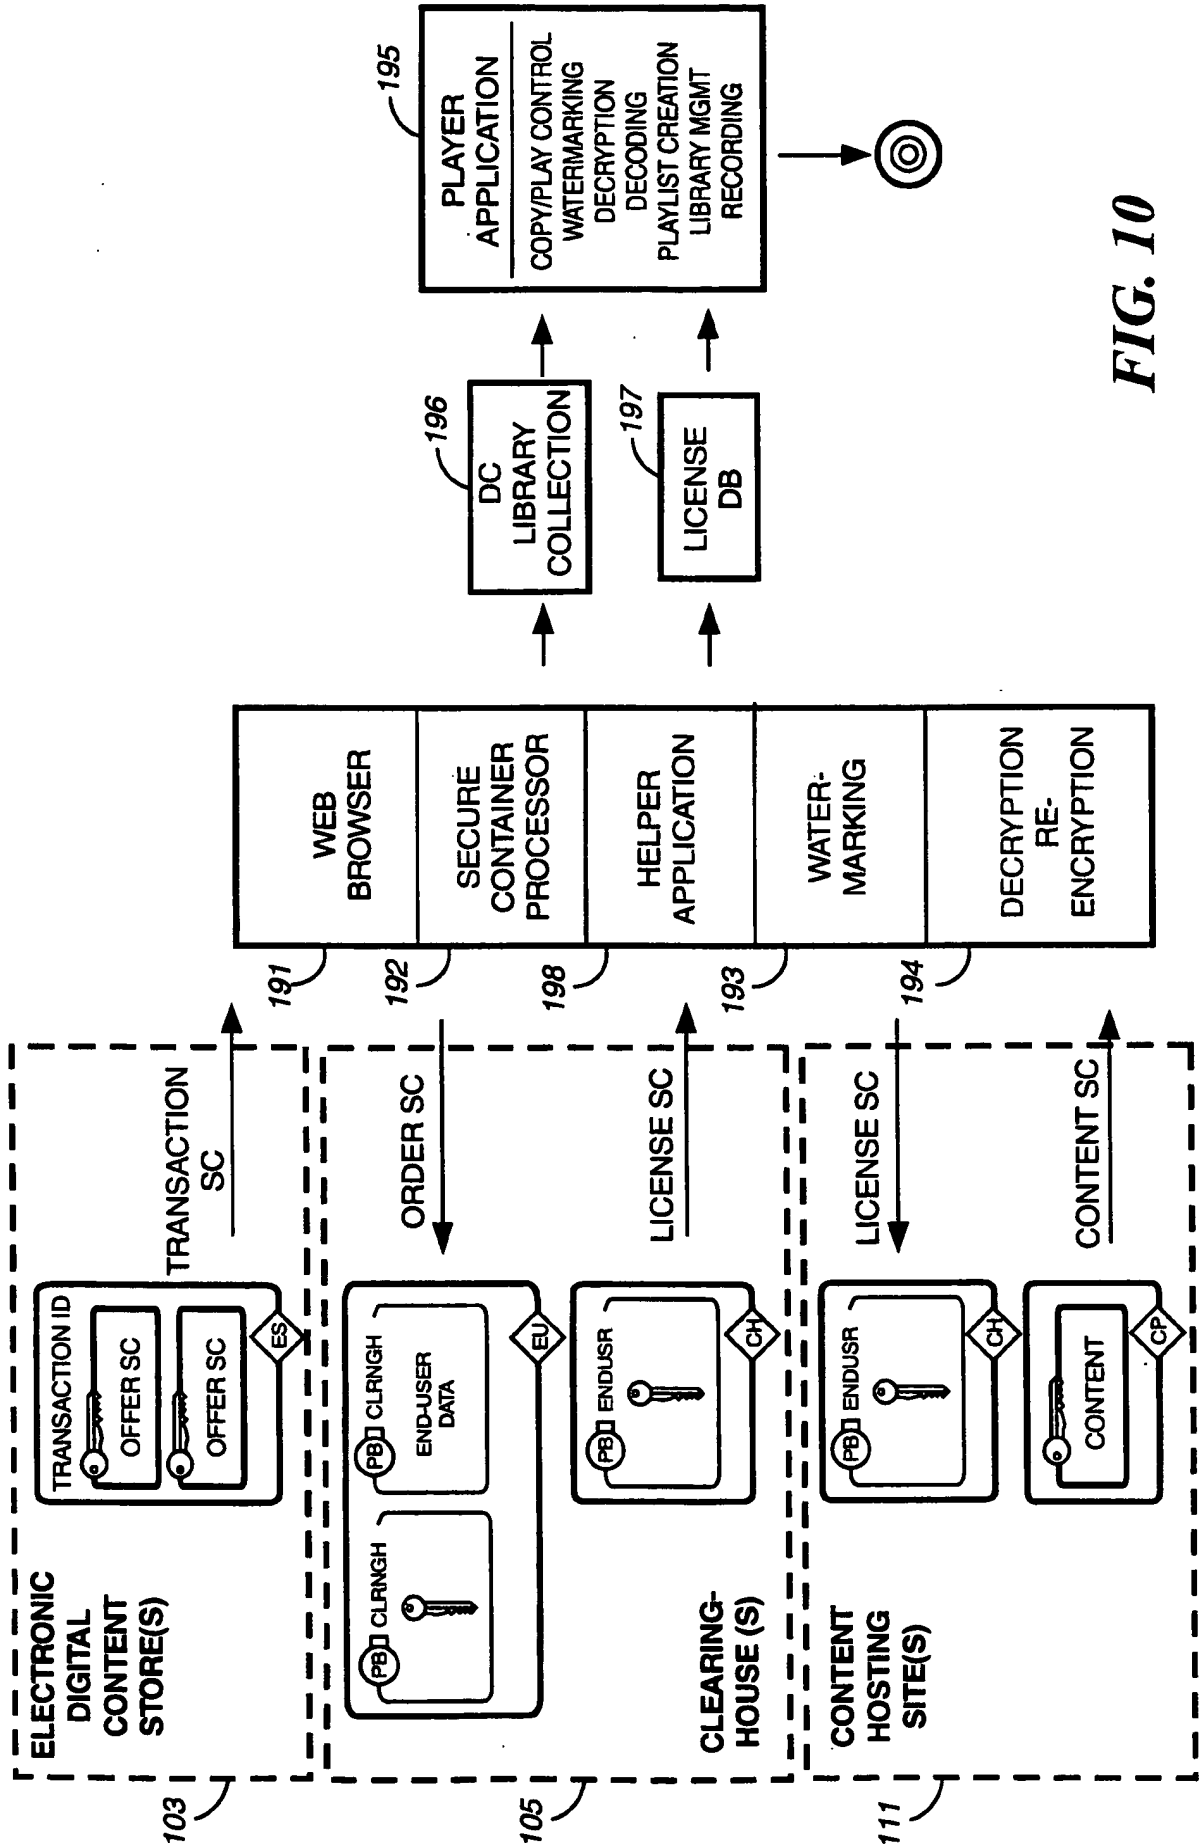 ELECTRONIC
DIGITAL
CONTENT
STORE(S)
103
TRANSACTION ID
OFFER SC
OFFER SC
ES
TRANSACTION
SC
105
PB CLRNGH
PB CLRNGH
END-USER
DATA
EU
ORDER SC
CLEARING-
HOUSE (S)
PB ENDUSR
CH
LICENSE SC
111
CONTENT
HOSTING
SITE(S)
PB ENDUSR
CH
LICENSE SC
CONTENT
CP
CONTENT SC
191
WEB
BROWSER
192
SECURE
CONTAINER
PROCESSOR
198
HELPER
APPLICATION
193
WATER-
MARKING
194
DECRYPTION
RE-
ENCRYPTION
196
DC
LIBRARY
COLLECTION
197
LICENSE
DB
195
PLAYER
APPLICATION
COPY/PLAY CONTROL
WATERMARKING
DECRYPTION
DECODING
PLAYLIST CREATION
LIBRARY MGMT
RECORDING
FIG. 10